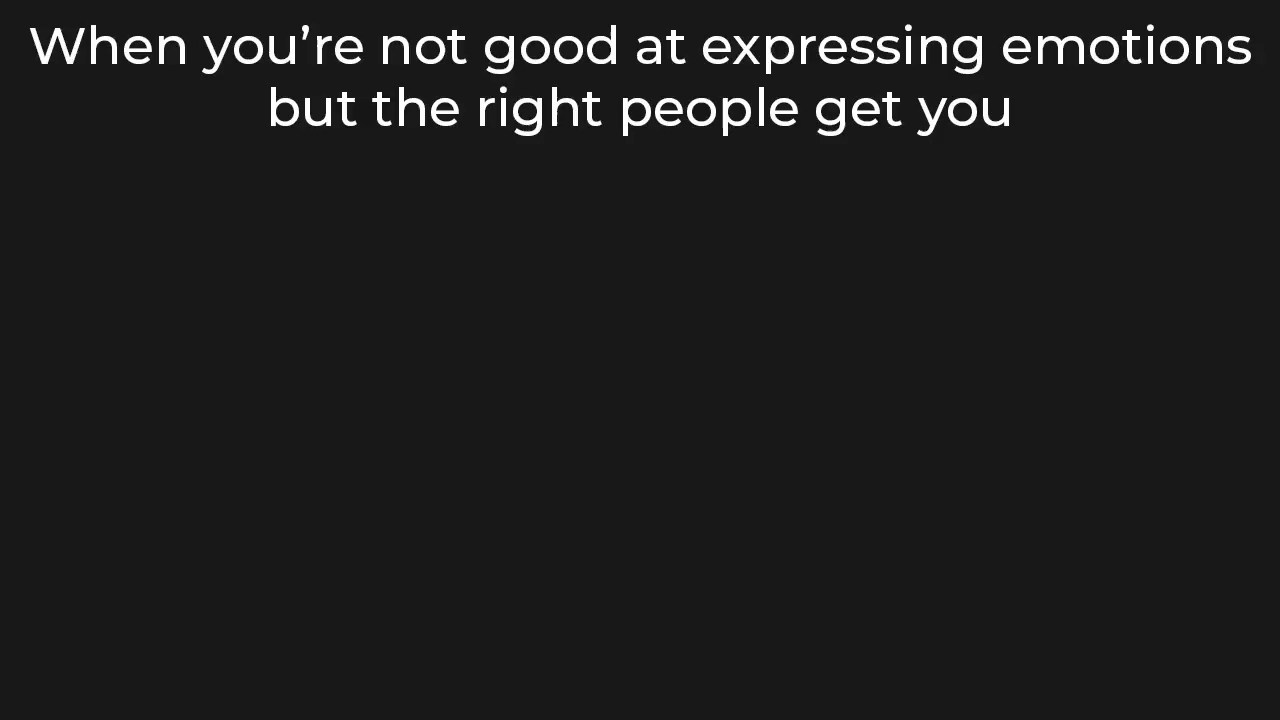 When you’re not good at expressing emotions
but the right people get you